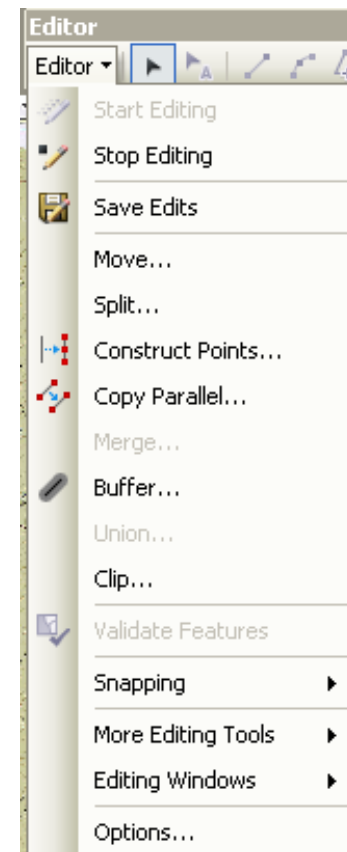 Editor
Editor
Start Editing
Stop Editing
Save Edits
Move...
Split...
Construct Points...
Copy Parallel...
Merge...
Buffer...
Union...
Clip...
Validate Features
Snapping
More Editing Tools
Editing Windows
Options...